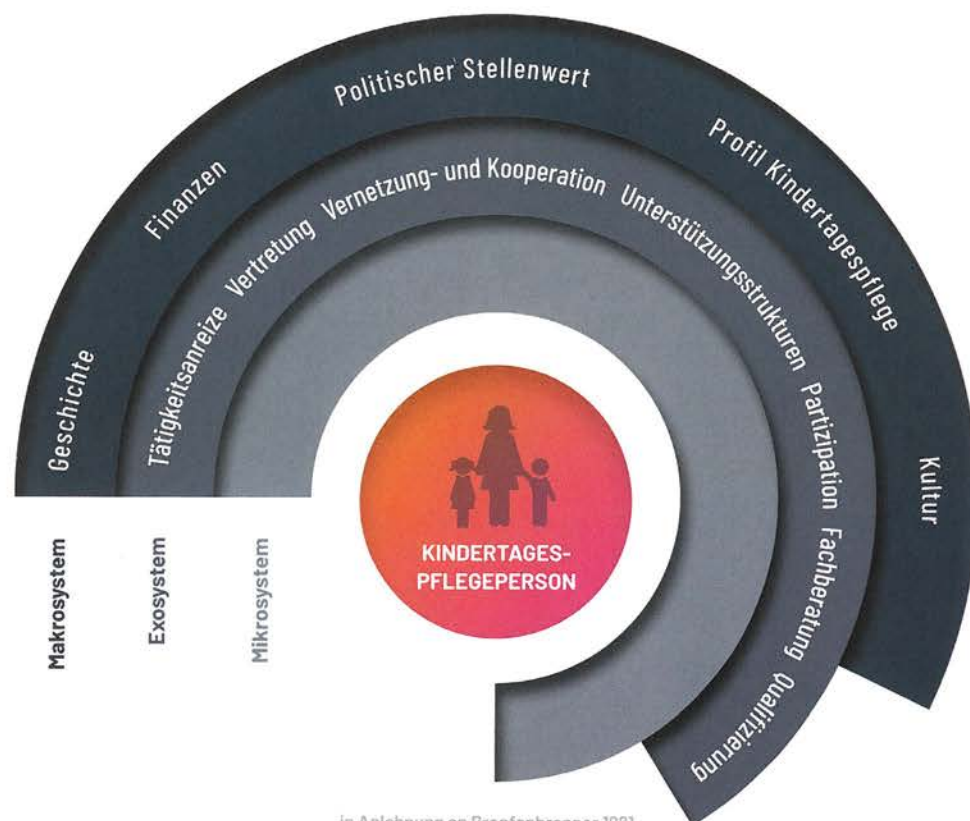 Geschichte
Finanzen
Politischer Stellenwert
Profil Kindertagespflege
Kultur
Tätigkeitsanreize
Vertretung
Vernetzung- und Kooperation
Unterstützungsstrukturen
Partizipation
Fachberatung
Qualifizierung
KINDERTAGES-
PFLEGEPERSON
Makrosystem
Exosystem
Mikrosystem
in Anlehnung an Bronfenbrenner 1981